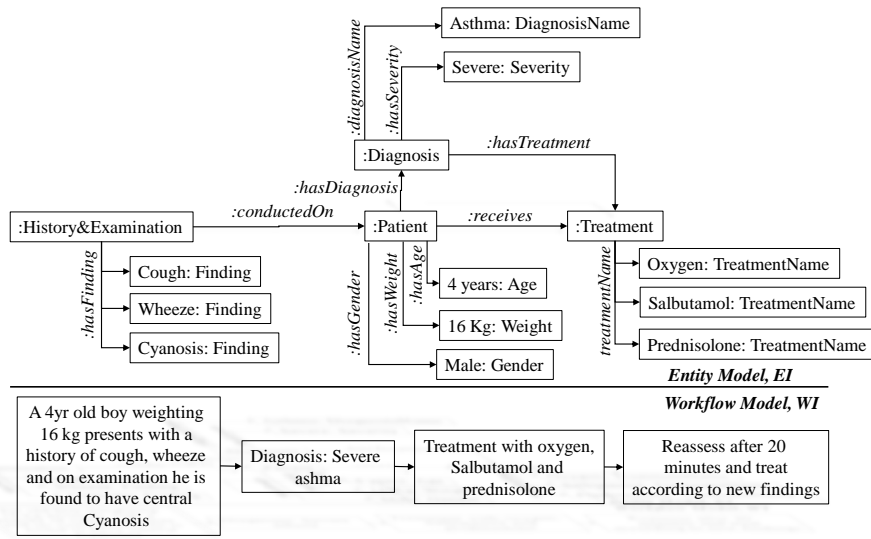 Asthma: DiagnosisName
:diagnosisName
:hasSeverity
Severe: Severity
:Diagnosis
:hasTreatment
:hasDiagnosis
:conductedOn
:receives
:History&Examination
:Patient
:Treatment
:hasFinding
Cough: Finding
Wheeze: Finding
Cyanosis: Finding
:hasGender
:hasWeight
:hasAge
4 years: Age
16 Kg: Weight
Male: Gender
treatmentName
Oxygen: TreatmentName
Salbutamol: TreatmentName
Prednisolone: TreatmentName
Entity Model, EI
Workflow Model, WI
A 4yr old boy weighting
16 kg presents with a
history of cough, wheeze
and on examination he is
found to have central
Cyanosis
Diagnosis: Severe
ashma
Treatment with oxygen,
Salbutamol and
prednisolone
Reassess after 20
minutes and treat
according to new findings